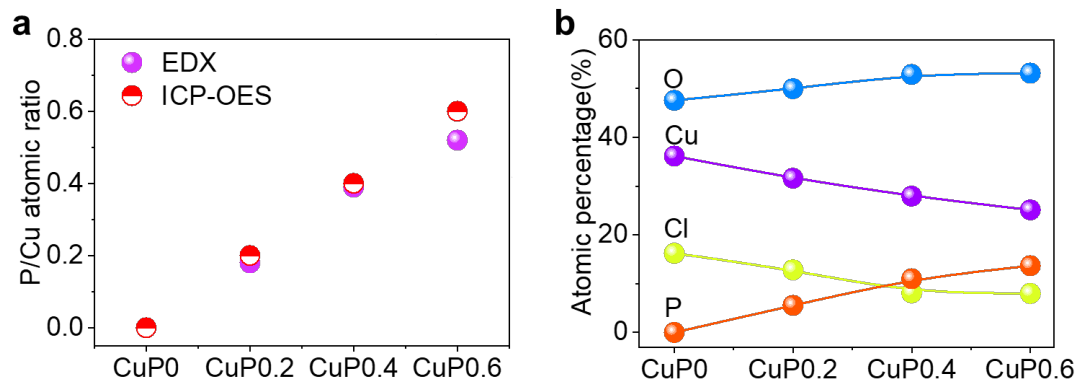 a
P/Cu atomic ratio
0.8
0.6
0.4
0.2
0.0
EDX
ICP-OES
CuP0 CuP0.2 CuP0.4 CuP0.6
b
Atomic percentage(%)
60
40
20
0
O
Cu
Cl
P
CuP0 CuP0.2 CuP0.4 CuP0.6